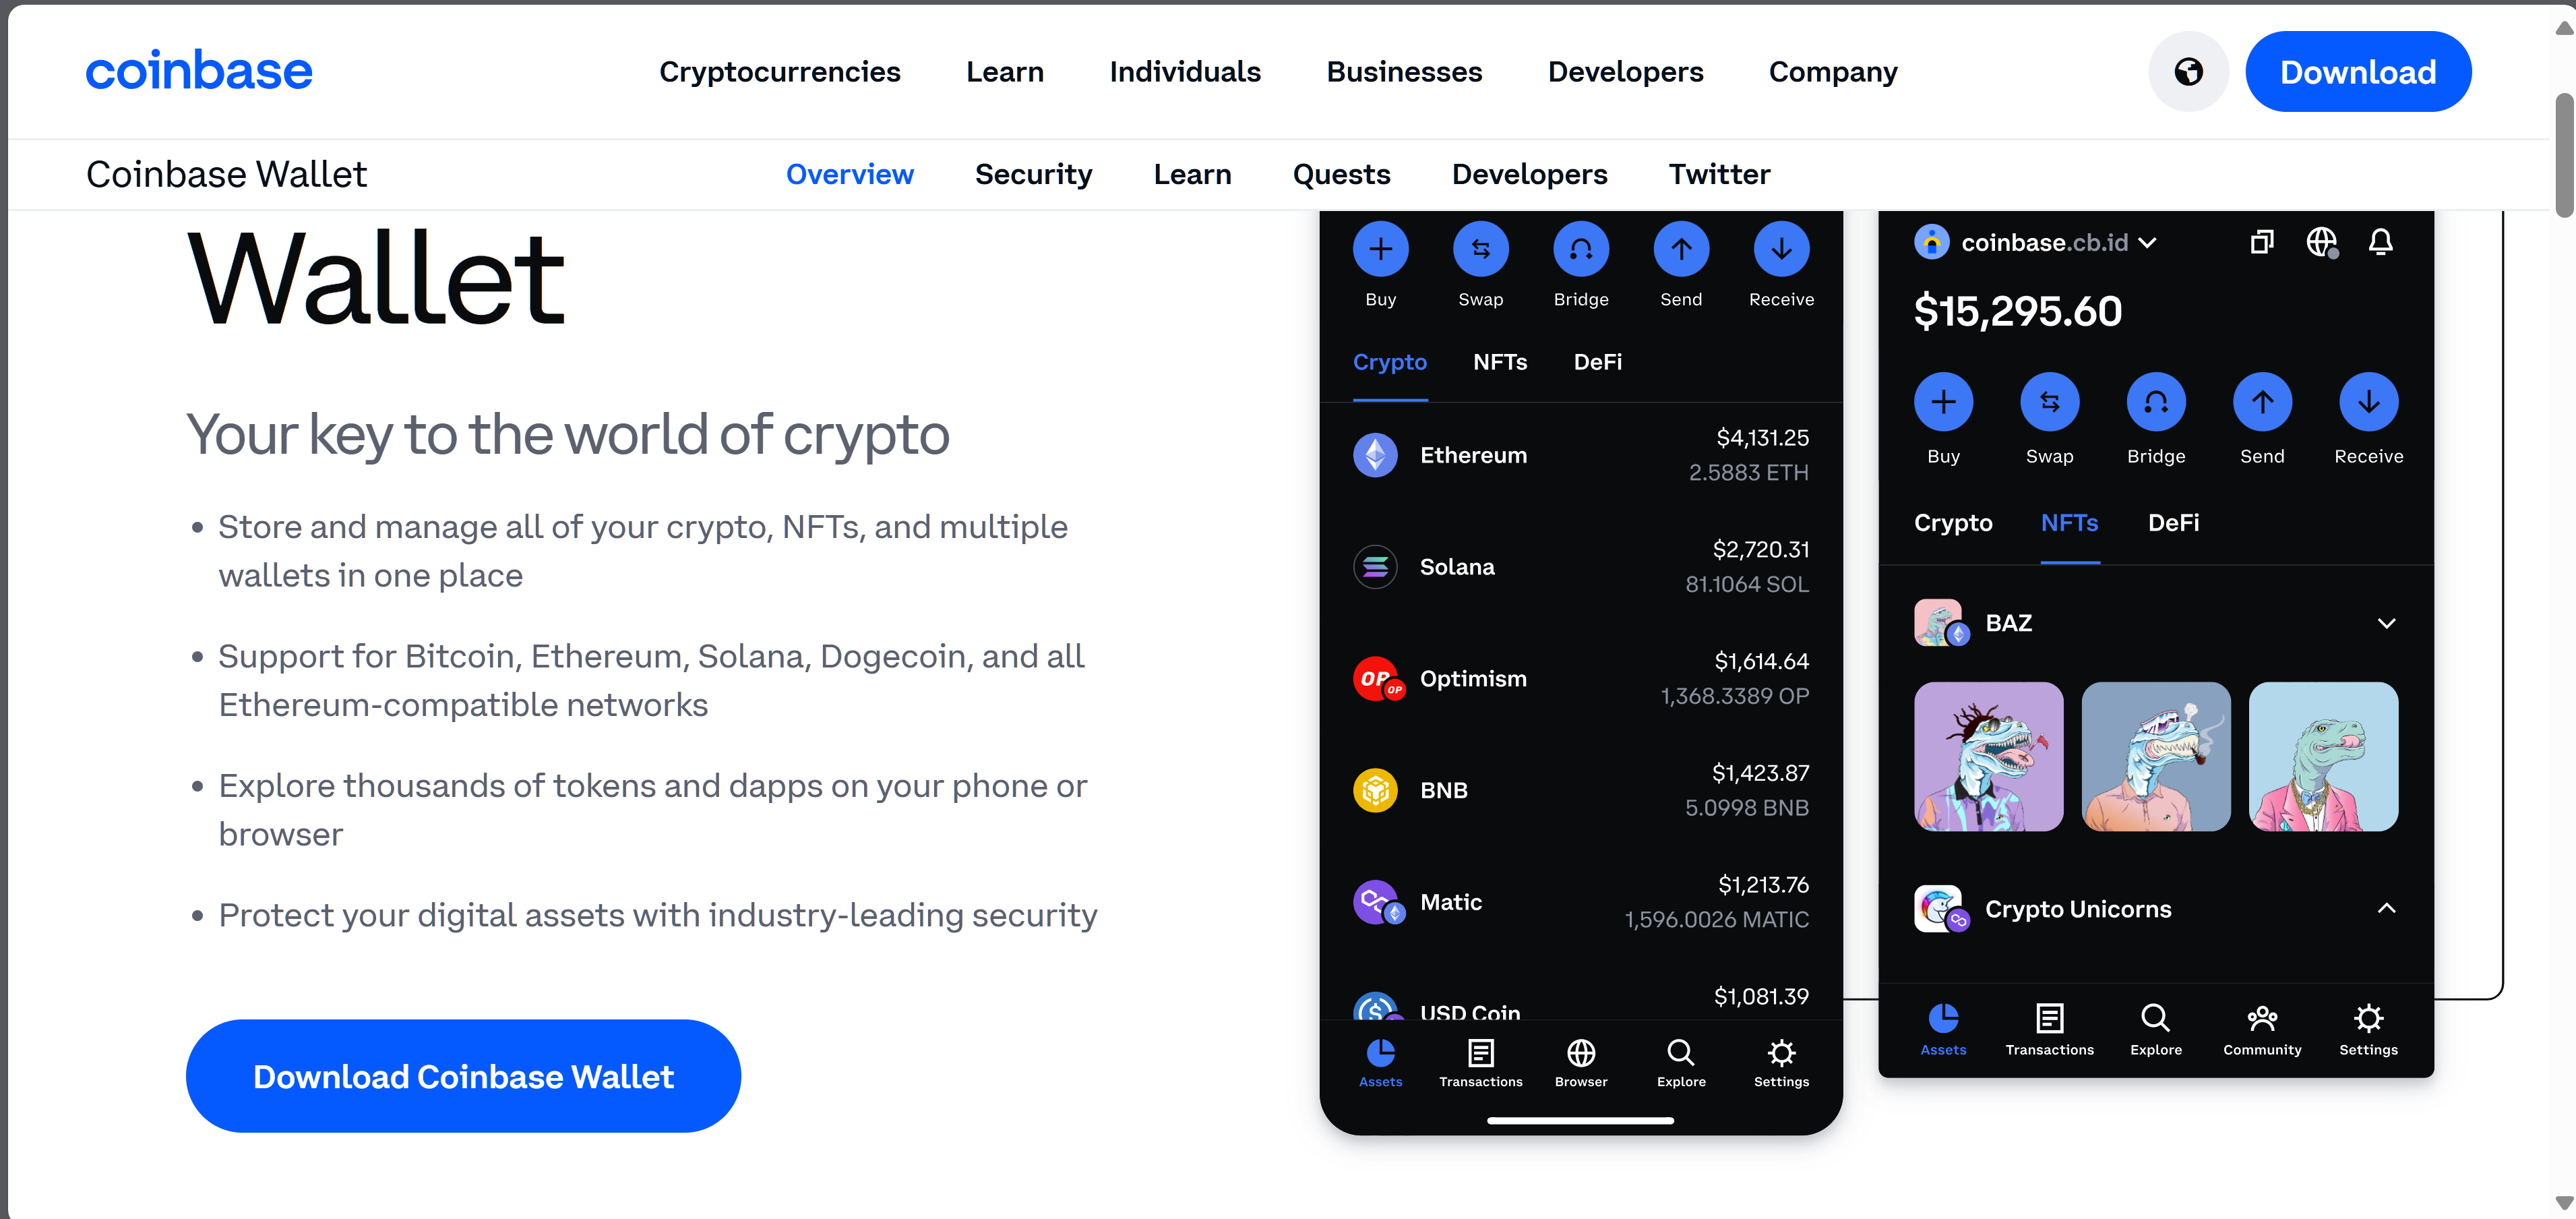 coinbase
Cryptocurrencies Learn Individuals Businesses Developers Company
Download
Coinbase Wallet
Overview Security Learn Quests Developers Twitter
Wallet
Your key to the world of crypto
Store and manage all of your crypto, NFTs, and multiple
wallets in one place
Support for Bitcoin, Ethereum, Solana, Dogecoin, and all
Ethereum-compatible networks
Explore thousands of tokens and dapps on your phone or
browser
Protect your digital assets with industry-leading security
Download Coinbase Wallet
Buy Swap Bridge Send Receive
Crypto NFTs DeFi
Ethereum $4,131.25
2.5883 ETH
Solana $2,720.31
81.1064 SOL
OP OP Optimism $1,614.64
1,368.3389 OP
BNB $1,423.87
5.0998 BNB
Matic $1,213.76
1,596.0026 MATIC
USD Coin $1,081.39
Assets Transactions Browser Explore Settings
coinbase.cb.id
$15,295.60
Buy Swap Bridge Send Receive
Crypto NFTs DeFi
BAZ
Crypto Unicorns
Assets Transactions Explore Community Settings